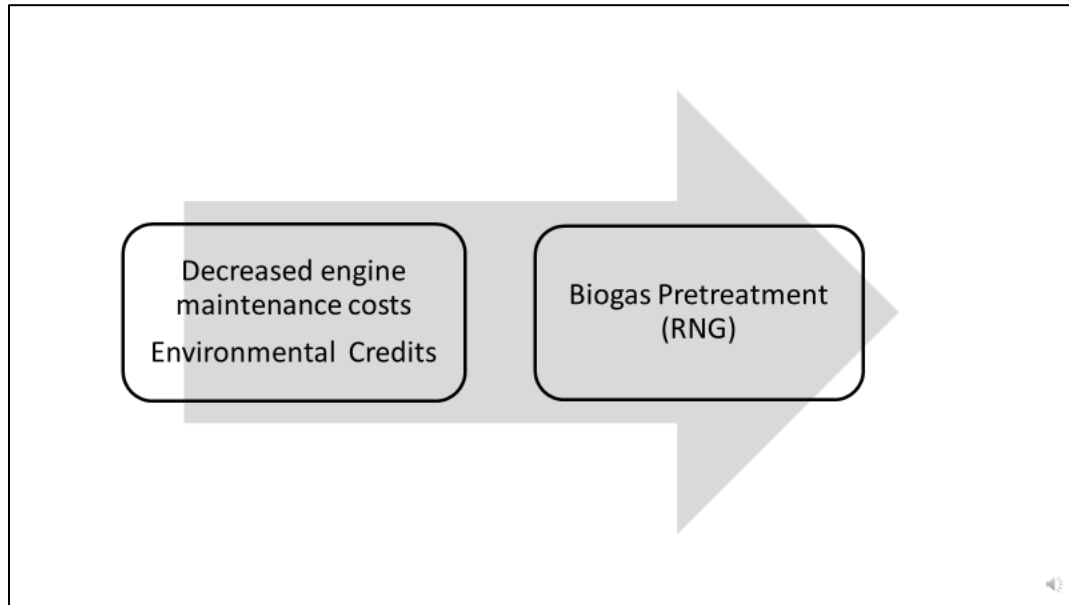 Decreased engine
maintenance costs
Environmental Credits
Biogas Pretreatment
(RNG)